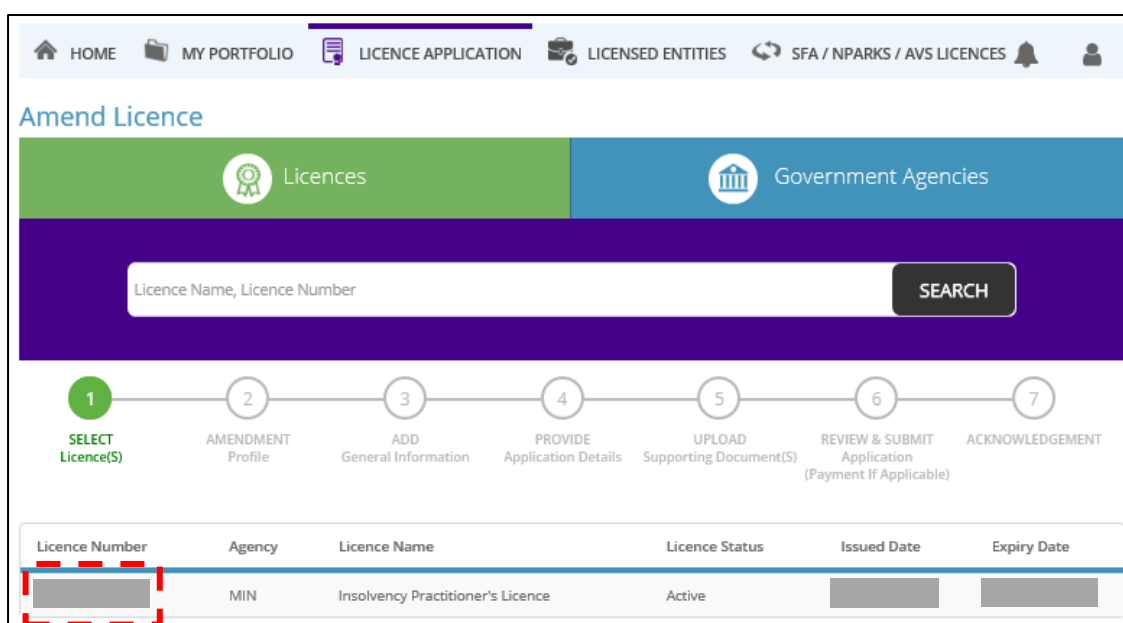 HOME MY PORTFOLIO LICENCE APPLICATION LICENSED ENTITIES SFA / NPARKS / AVS LICENCES
Amend Licence
Licences Government Agencies
Licence Name, Licence Number SEARCH
1 2 3 4 5 6 7
SELECT AMENDMENT ADD PROVIDE UPLOAD REVIEW & SUBMIT ACKNOWLEDGEMENT
Licence(S) Profile General Information Application Details Supporting Document(S) Application
(Payment If Applicable)
Licence Number Agency Licence Name Licence Status Issued Date Expiry Date
MIN Insolvency Practitioner's Licence Active